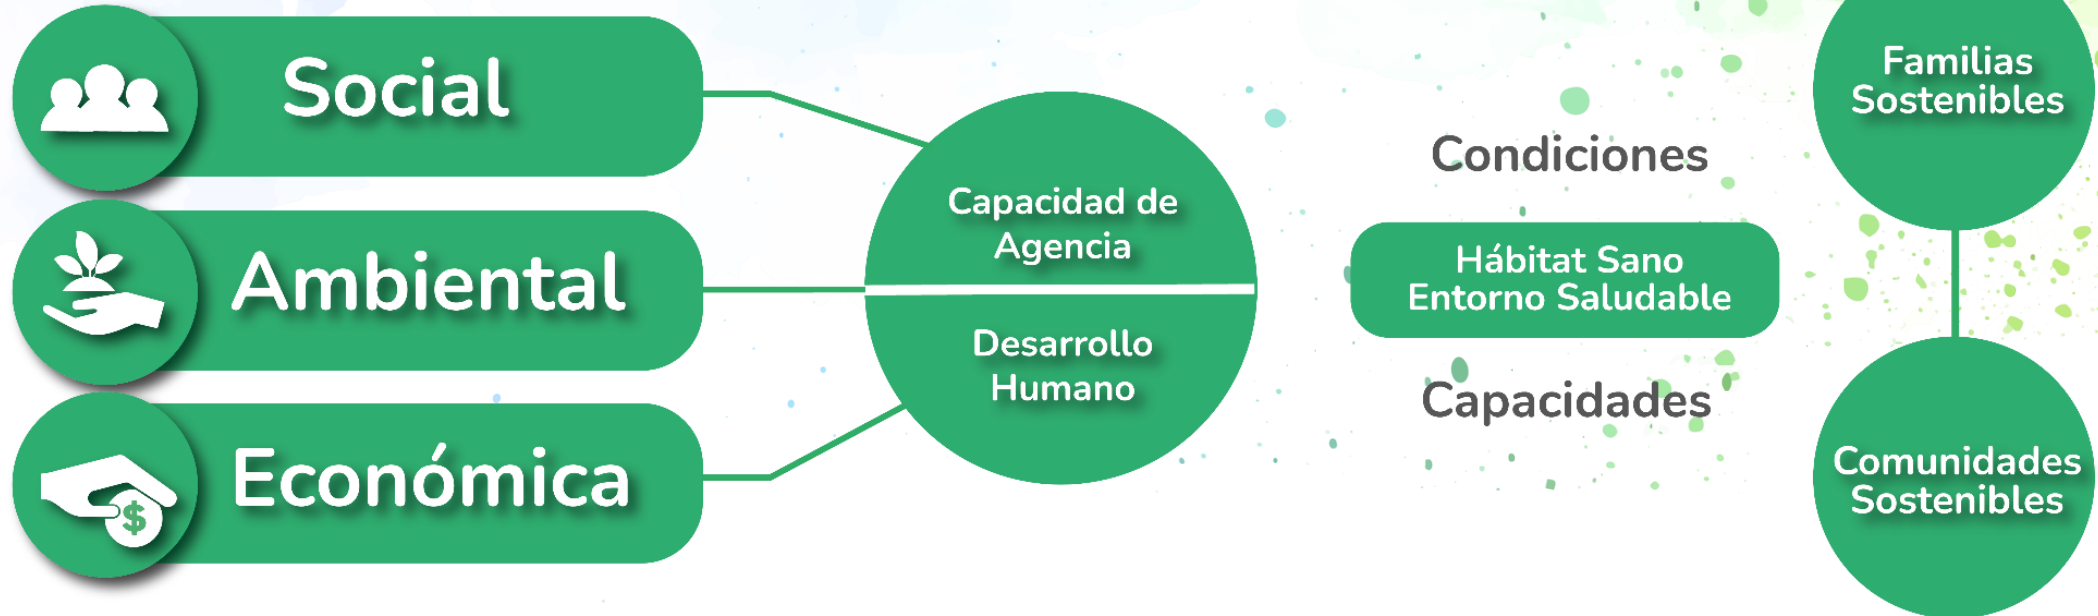 Social
Ambiental
Económica
$
Capacidad de
Agencia
Desarrollo
Humano
Condiciones
Hábitat Sano
Entorno Saludable
Capacidades
Familias
Sostenibles
Comunidades
Sostenibles